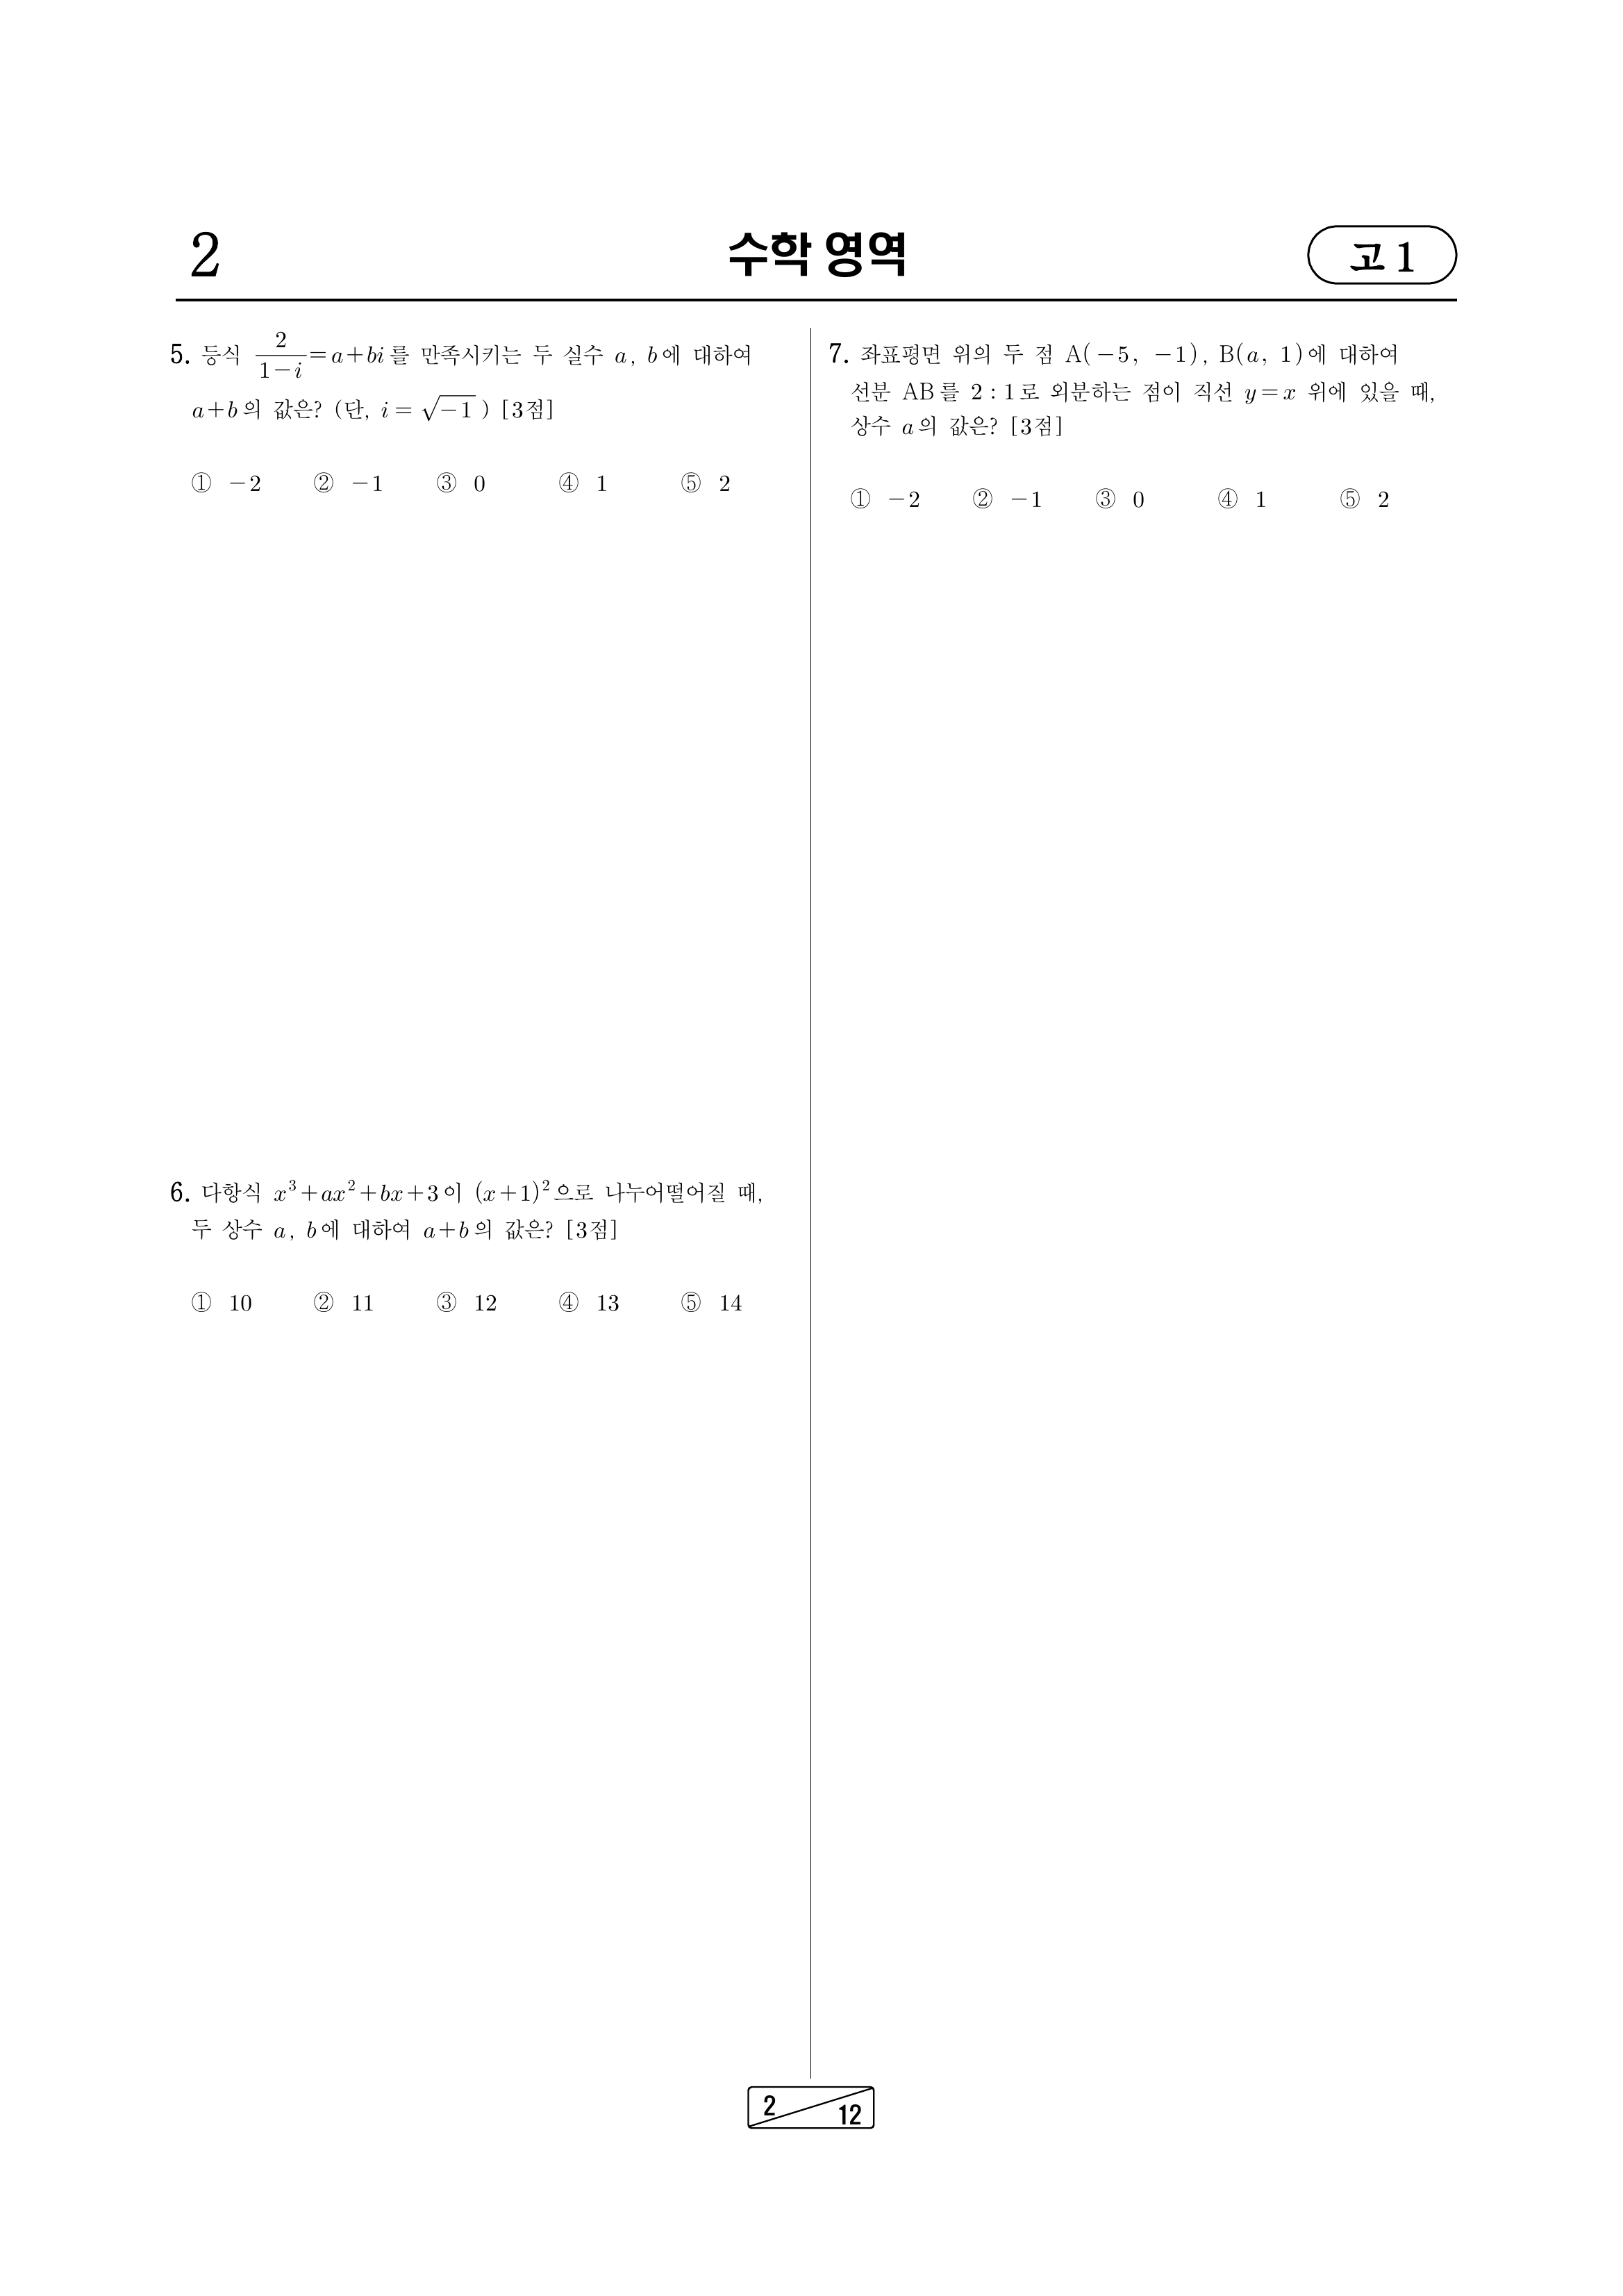 2
수학 영역
고 1
5. 등식 \frac{2}{1-i}=a+bi를 만족시키는 두 실수 a, b에 대하여
a+b의 값은? (단, i=\sqrt{-1}) [3점]
① -2 ② -1 ③ 0 ④ 1 ⑤ 2
6. 다항식 x^3+ax^2+bx+3이 (x+1)^2으로 나누어떨어질 때,
두 상수 a, b에 대하여 a+b의 값은? [3점]
① 10 ② 11 ③ 12 ④ 13 ⑤ 14
7. 좌표평면 위의 두 점 A(-5, -1), B(a, 1)에 대하여
선분 AB를 2 : 1로 외분하는 점이 직선 y=x 위에 있을 때,
상수 a의 값은? [3점]
① -2 ② -1 ③ 0 ④ 1 ⑤ 2
2
12